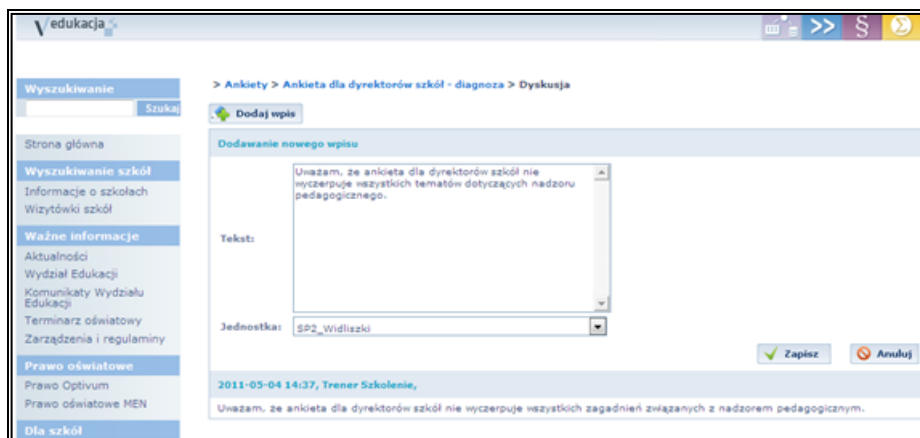 Vedukacja
>> § Σ
> Ankiety > Ankieta dla dyrektorów szkół - diagnoza > Dyskusja
Wyszukiwanie
Szukaj
Dodaj wpis
Strona główna
Dodawanie nowego wpisu
Wyszukiwanie szkół
Informacje o szkołach
Wizytówki szkół
Ważne informacje
Aktualności
Wydział Edukacji
Komunikaty Wydziału
Edukacji
Terminarz oświatowy
Zarządzenia i regulaminy
Prawo oświatowe
Prawo Optivum
Prawo oświatowe MEN
Dla szkół
Tekst:
Uważam, że ankieta dla dyrektorów szkół nie
wyczerpuje wszystkich tematów dotyczących nadzoru
pedagogicznego.
Jednostka:
SP2_Widliszki
Zapisz
Anuluj
2011-05-04 14:37, Trener Szkolenie,
Uważam, że ankieta dla dyrektorów szkół nie wyczerpuje wszystkich zagadnień związanych z nadzorem pedagogicznym.